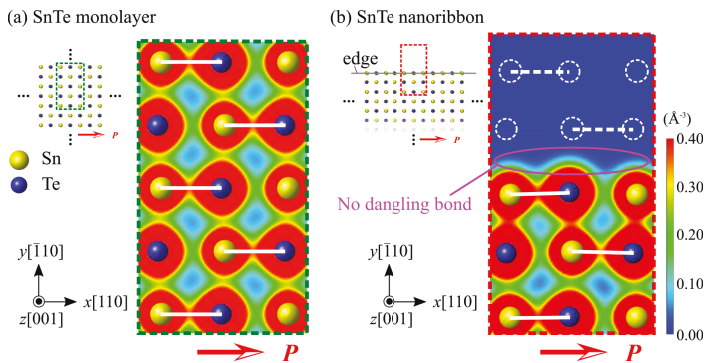 (a) SnTe monolayer
P
Sn
Te
y[1̄10]
x[110]
z[001]
P
(b) SnTe nanoribbon
edge
P
No dangling bond
y[1̄10]
x[110]
z[001]
P
(Å⁻³)
0.40
0.30
0.20
0.10
0.00